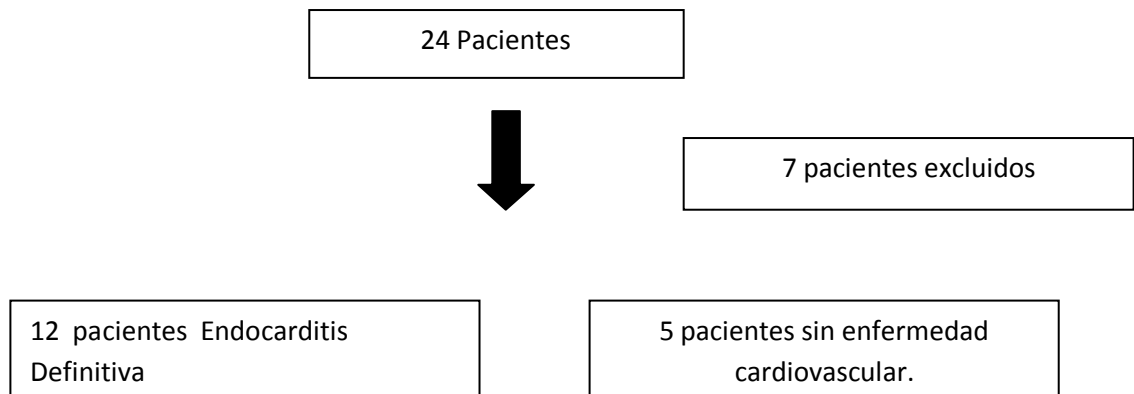 24 Pacientes
7 pacientes excluidos
12 pacientes Endocarditis
Definitiva
5 pacientes sin enfermedad
cardiovascular.